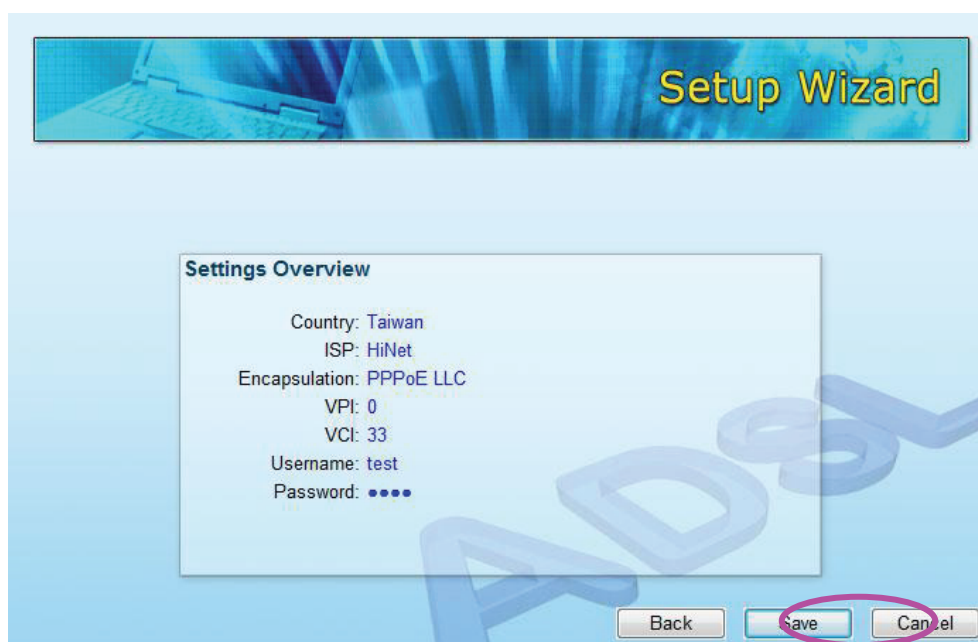 Setup Wizard
Settings Overview
Country: Taiwan
ISP: HiNet
Encapsulation: PPPoE LLC
VPI: 0
VCI: 33
Username: test
Password: ●●●●
ADSL
Back Save Cancel